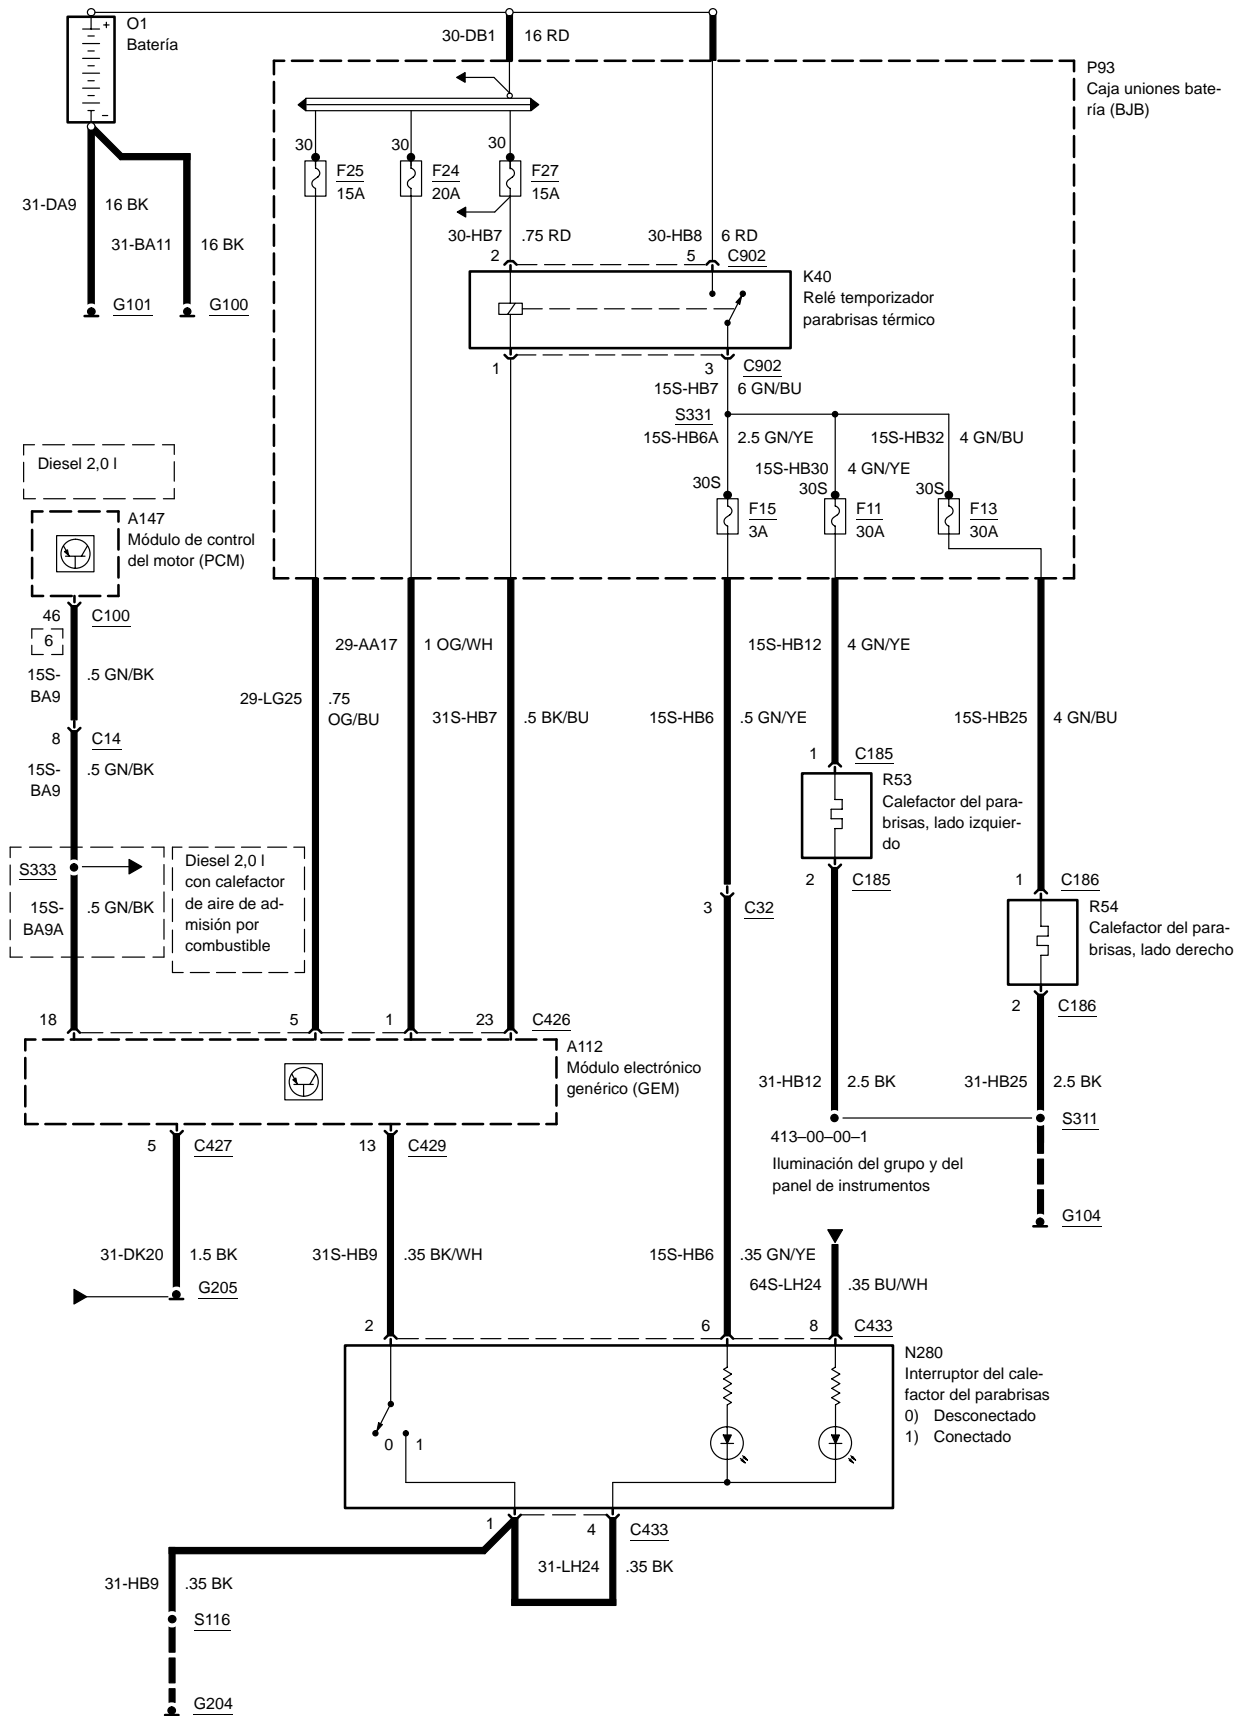 O1
Batería
+
−
30-DB1 16 RD
P93
Caja uniones bate-
ría (BJB)
30 30 30
F25 F24 F27
15A 20A 15A
31-DA9 16 BK
31-BA11 16 BK
30-HB7 .75 RD
30-HB8 6 RD
2 5 C902
K40
Relé temporizador
parabrisas térmico
G101 G100
1 3 C902
15S-HB7 6 GN/BU
S331
15S-HB6A 2.5 GN/YE
15S-HB32 4 GN/BU
15S-HB30 4 GN/YE
30S 30S 30S
F15 F11 F13
3A 30A 30A
Diesel 2,0 l
A147
Módulo de control
del motor (PCM)
46 C100
6
15S-
BA9
.5 GN/BK
29-AA17 1 OG/WH
15S-HB12 4 GN/YE
29-LG25 .75
OG/BU
31S-HB7 .5 BK/BU
15S-HB6 .5 GN/YE
15S-HB25 4 GN/BU
8 C14
15S-
BA9
.5 GN/BK
1 C185
R53
Calefactor del para-
brisas, lado izquier-
do
2 C185
S333
15S-
BA9A
.5 GN/BK
Diesel 2,0 l
con calefactor
de aire de ad-
misión por
combustible
3 C32
1 C186
R54
Calefactor del para-
brisas, lado derecho
2 C186
18 5 1 23 C426
A112
Módulo electrónico
genérico (GEM)
31-HB12 2.5 BK
31-HB25 2.5 BK
S311
5 C427
13 C429
413–00–00–1
Iluminación del grupo y del
panel de instrumentos
G104
31-DK20 1.5 BK
31S-HB9 .35 BK/WH
15S-HB6 .35 GN/YE
64S-LH24 .35 BU/WH
G205
2 6 8 C433
N280
Interruptor del cale-
factor del parabrisas
0) Desconectado
1) Conectado
0 1
1 4 C433
31-LH24 .35 BK
31-HB9 .35 BK
S116
G204